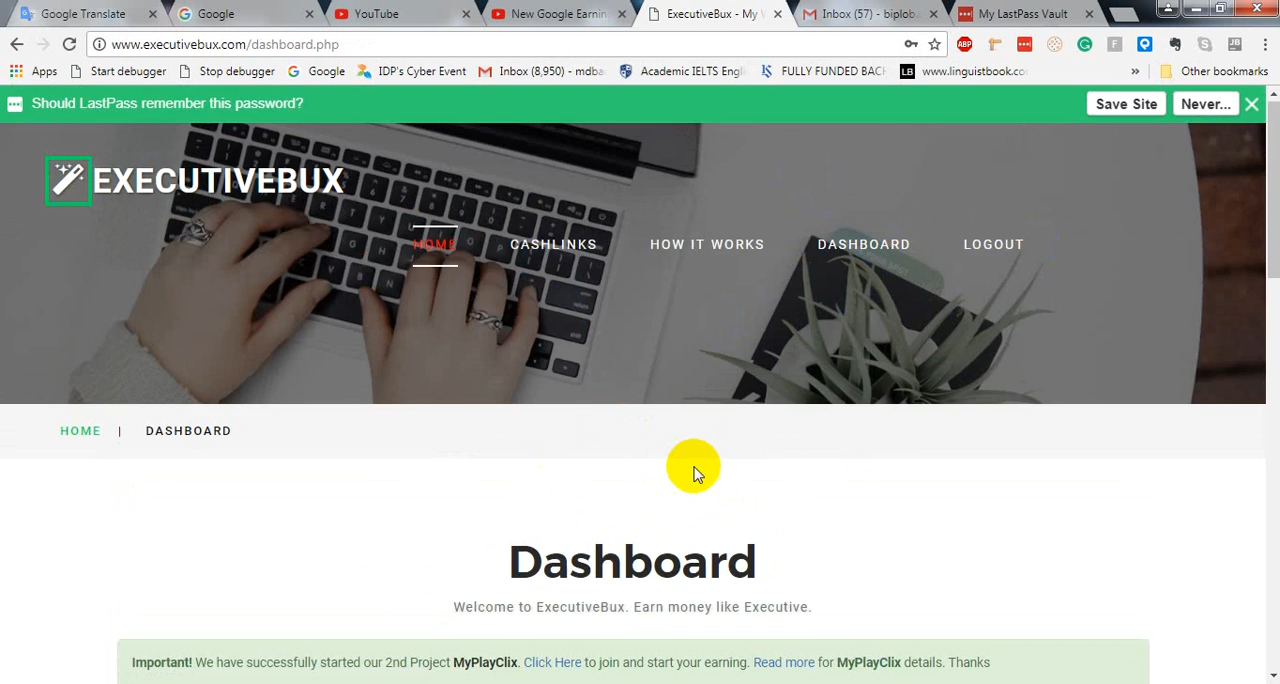 Google Translate
Google
YouTube
New Google Earnin
ExecutiveBux - My W
Inbox (57) - biplob.
My LastPass Vault
www.executivebux.com/dashboard.php
ABP
Apps
Start debugger
Stop debugger
Google
IDP's Cyber Event
Inbox (8,950) - mdba
Academic IELTS Engl
FULLY FUNDED BACH
LB
www.linguistbook.co
»
Other bookmarks
Should LastPass remember this password?
Save Site
Never...
EXECUTIVEBUX
HOME
CASHLINKS
HOW IT WORKS
DASHBOARD
LOGOUT
HOME | DASHBOARD
Dashboard
Welcome to ExecutiveBux. Earn money like Executive.
Important! We have successfully started our 2nd Project MyPlayClix. Click Here to join and start your earning. Read more for MyPlayClix details. Thanks